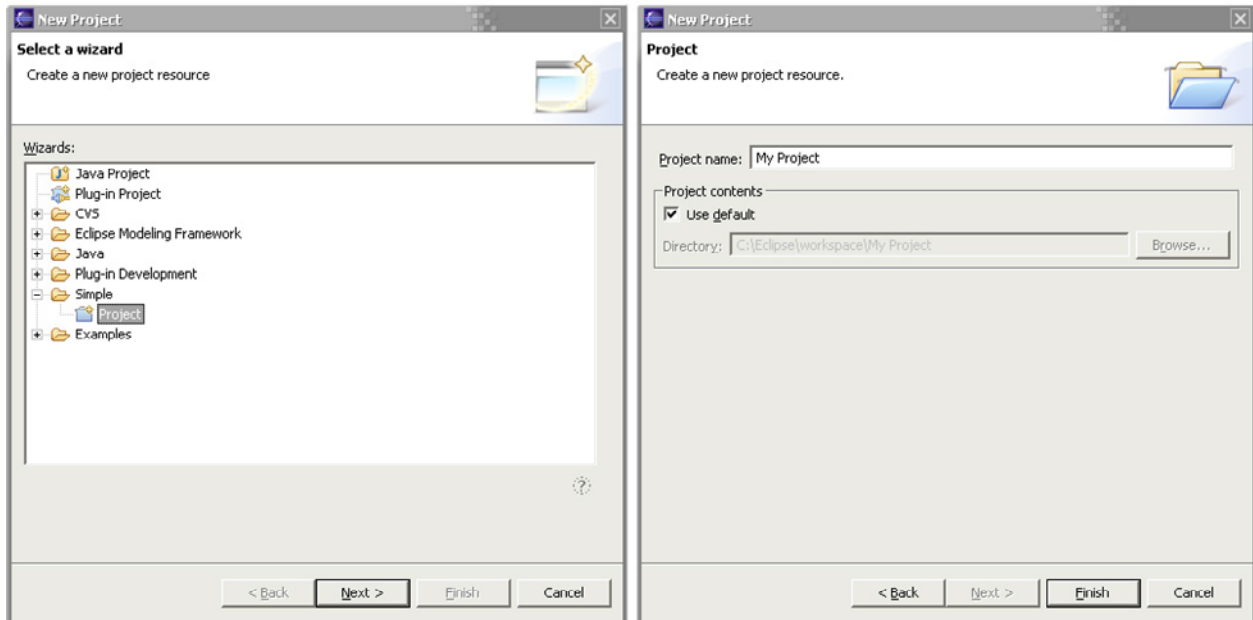 New Project
Select a wizard
Create a new project resource
Wizards:
Java Project
Plug-in Project
CVS
Eclipse Modeling Framework
Java
Plug-in Development
Simple
Project
Examples
< Back Next > Finish Cancel
New Project
Project
Create a new project resource.
Project name: My Project
Project contents
Use default
Directory: C:\Eclipse\workspace\My Project Browse...
< Back Next > Finish Cancel